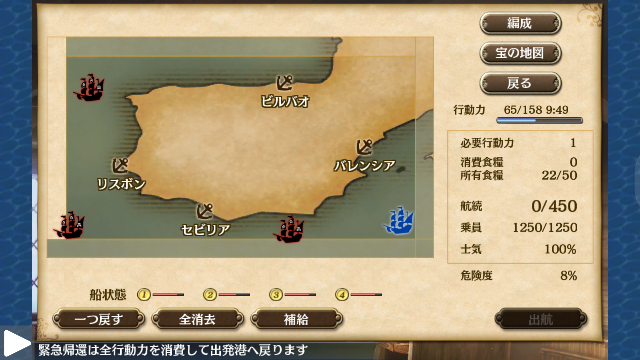 編成
宝の地図
戻る
行動力 65/158 9:49
ビルバオ
バレンシア
リスボン
セビリア
必要行動力 1
消費食糧 0
所有食糧 22/50
航続 0/450
乗員 1250/1250
士気 100%
危険度 8%
船状態 1 2 3 4
一つ戻す 全消去 補給 出航
緊急帰還は全行動力を消費して出発港へ戻ります